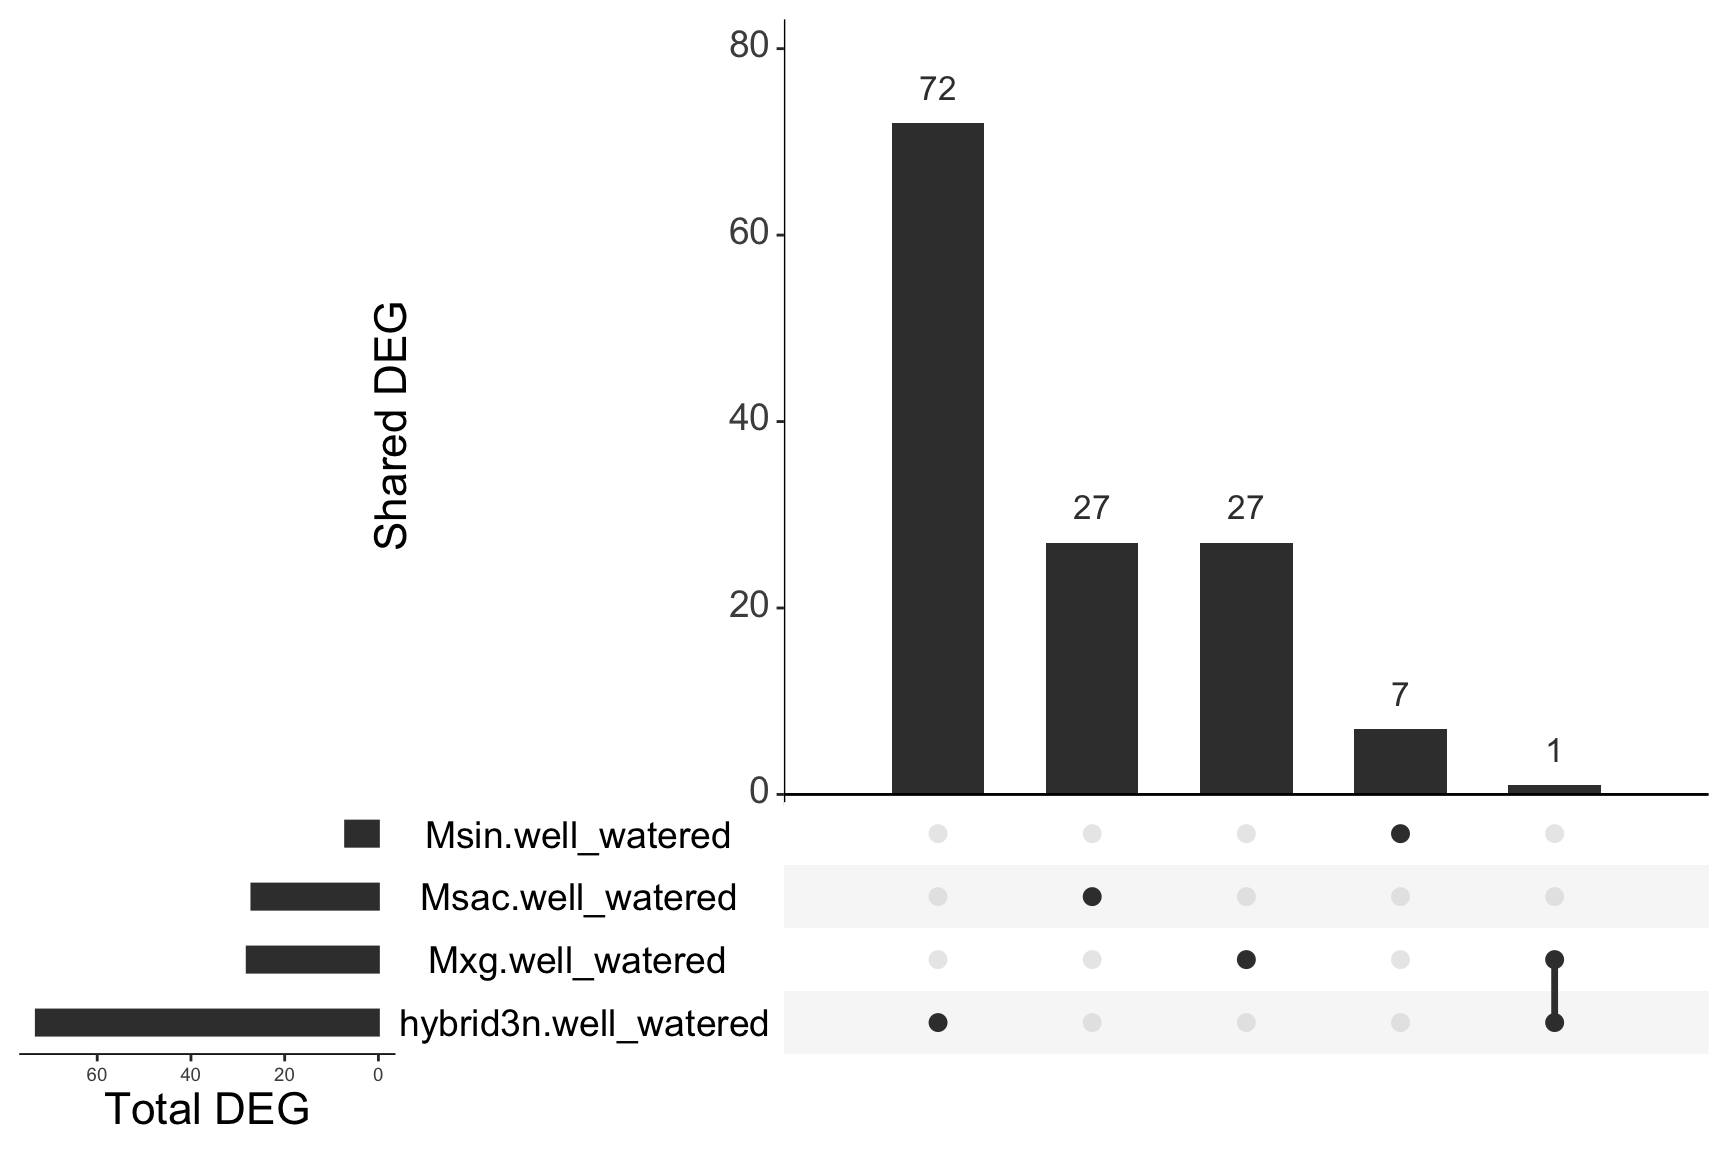 80
72
60
Shared DEG
40
27
27
20
7
1
0
Msin.well_watered
Msac.well_watered
Mxg.well_watered
hybrid3n.well_watered
60 40 20 0
Total DEG